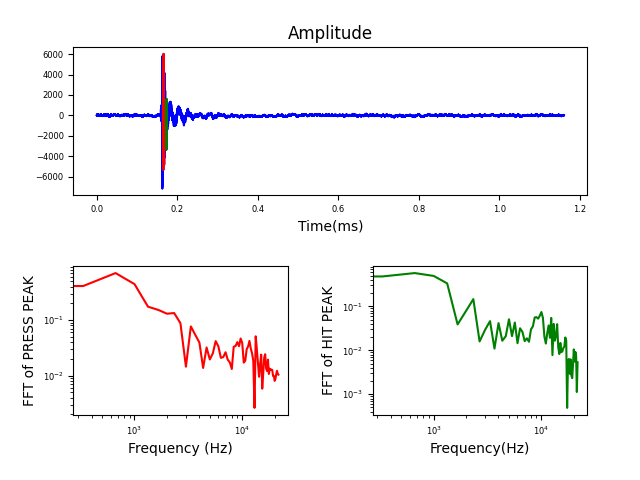 Amplitude
6000
4000
2000
0
−2000
−4000
−6000
0.0 0.2 0.4 0.6 0.8 1.0 1.2
Time(ms)
FFT of PRESS PEAK
10⁻¹
10⁻²
10³ 10⁴
Frequency (Hz)
FFT of HIT PEAK
10⁻¹
10⁻²
10⁻³
10³ 10⁴
Frequency(Hz)